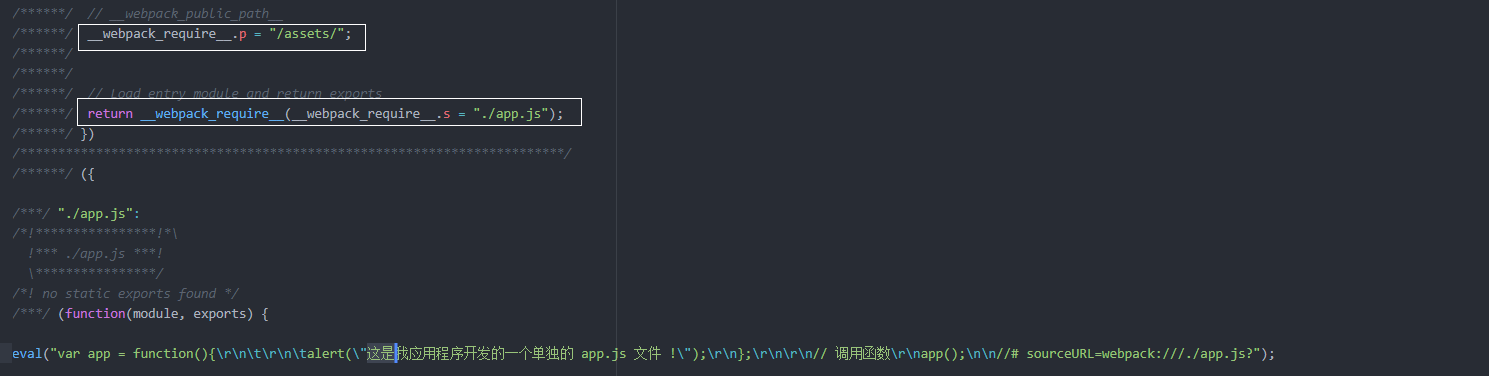 /******/  // __webpack_public_path__
/******/  __webpack_require__.p = "/assets/";
/******/
/******/
/******/  // Load entry module and return exports
/******/  return __webpack_require__(__webpack_require__.s = "./app.js");
/******/ })
/************************************************************************/
/******/ ({
/***/ "./app.js":
/*!****************!*\
  !*** ./app.js ***!
  \****************/
/*! no static exports found */
/***/ (function(module, exports) {
eval("var app = function(){\r\n\t\r\n\talert(\"这是我应用程序开发的一个单独的 app.js 文件 !\");\r\n};\r\n\r\n// 调用函数\r\napp();\n\n//# sourceURL=webpack:///./app.js?");